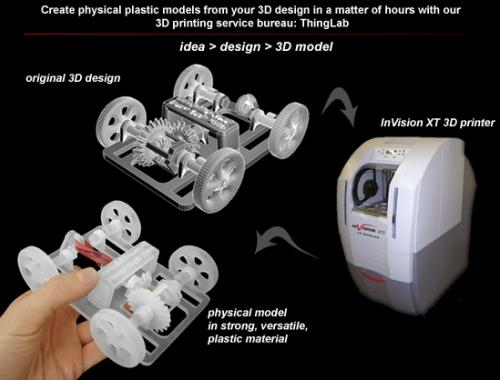 Create physical plastic models from your 3D design in a matter of hours with our
3D printing service bureau: ThingLab
idea > design > 3D model
original 3D design
InVision XT 3D printer
INVISION XT
physical model
in strong, versatile,
plastic material